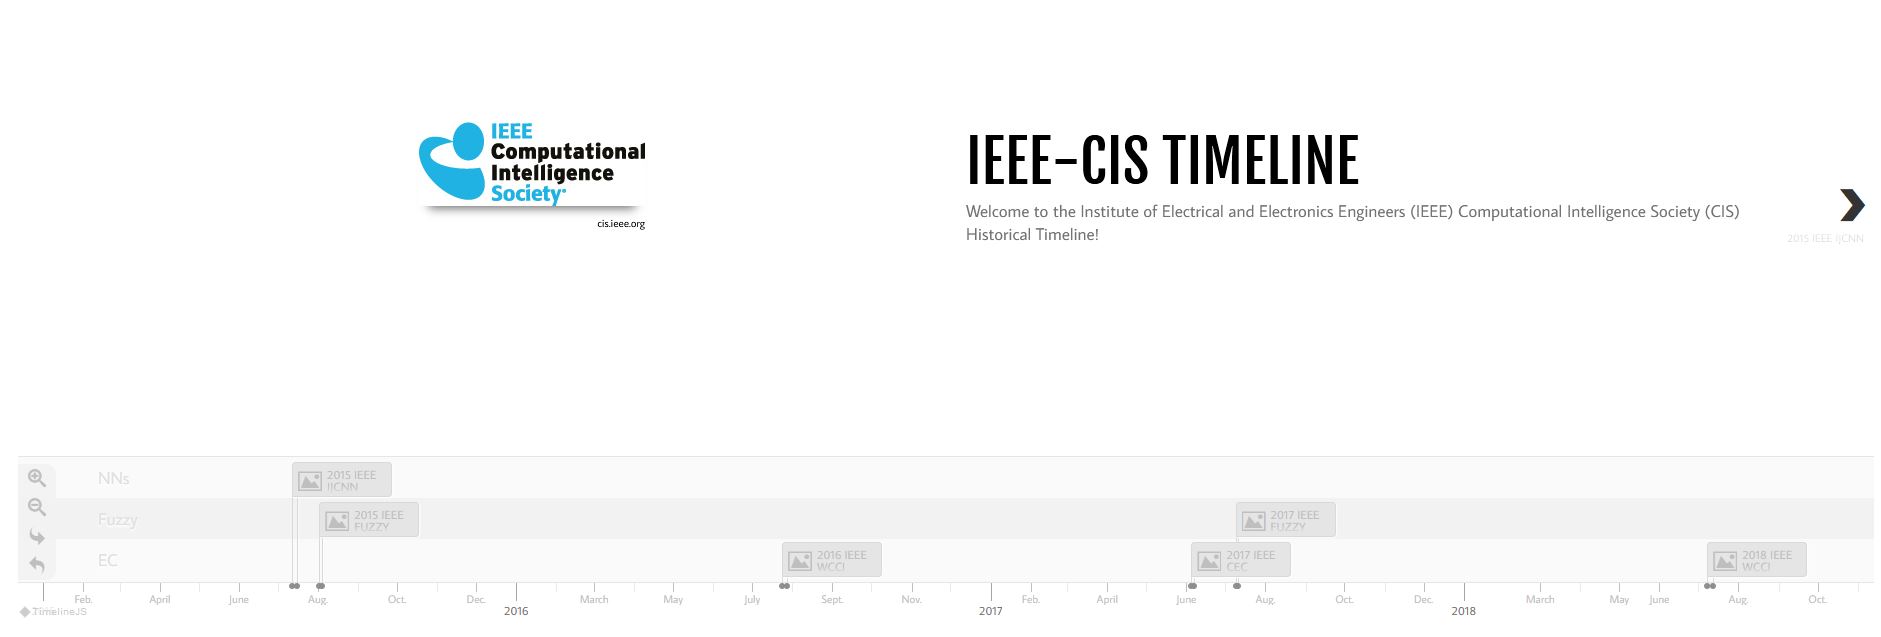 IEEE
Computational
Intelligence
Society
cis.ieee.org
IEEE-CIS TIMELINE
Welcome to the Institute of Electrical and Electronics Engineers (IEEE) Computational Intelligence Society (CIS)
Historical Timeline!
2015 IEEE IJCNN
NNs
2015 IEEE
IJCNN
Fuzzy
2015 IEEE
FUZZY
2017 IEEE
FUZZY
EC
2016 IEEE
WCCI
2017 IEEE
CEC
2018 IEEE
WCCI
Feb. April June Aug. Oct. Dec. March May July Sept. Nov. Feb. April June Aug. Oct. Dec. March May June Aug. Oct.
TimelineJS 2016 2017 2018